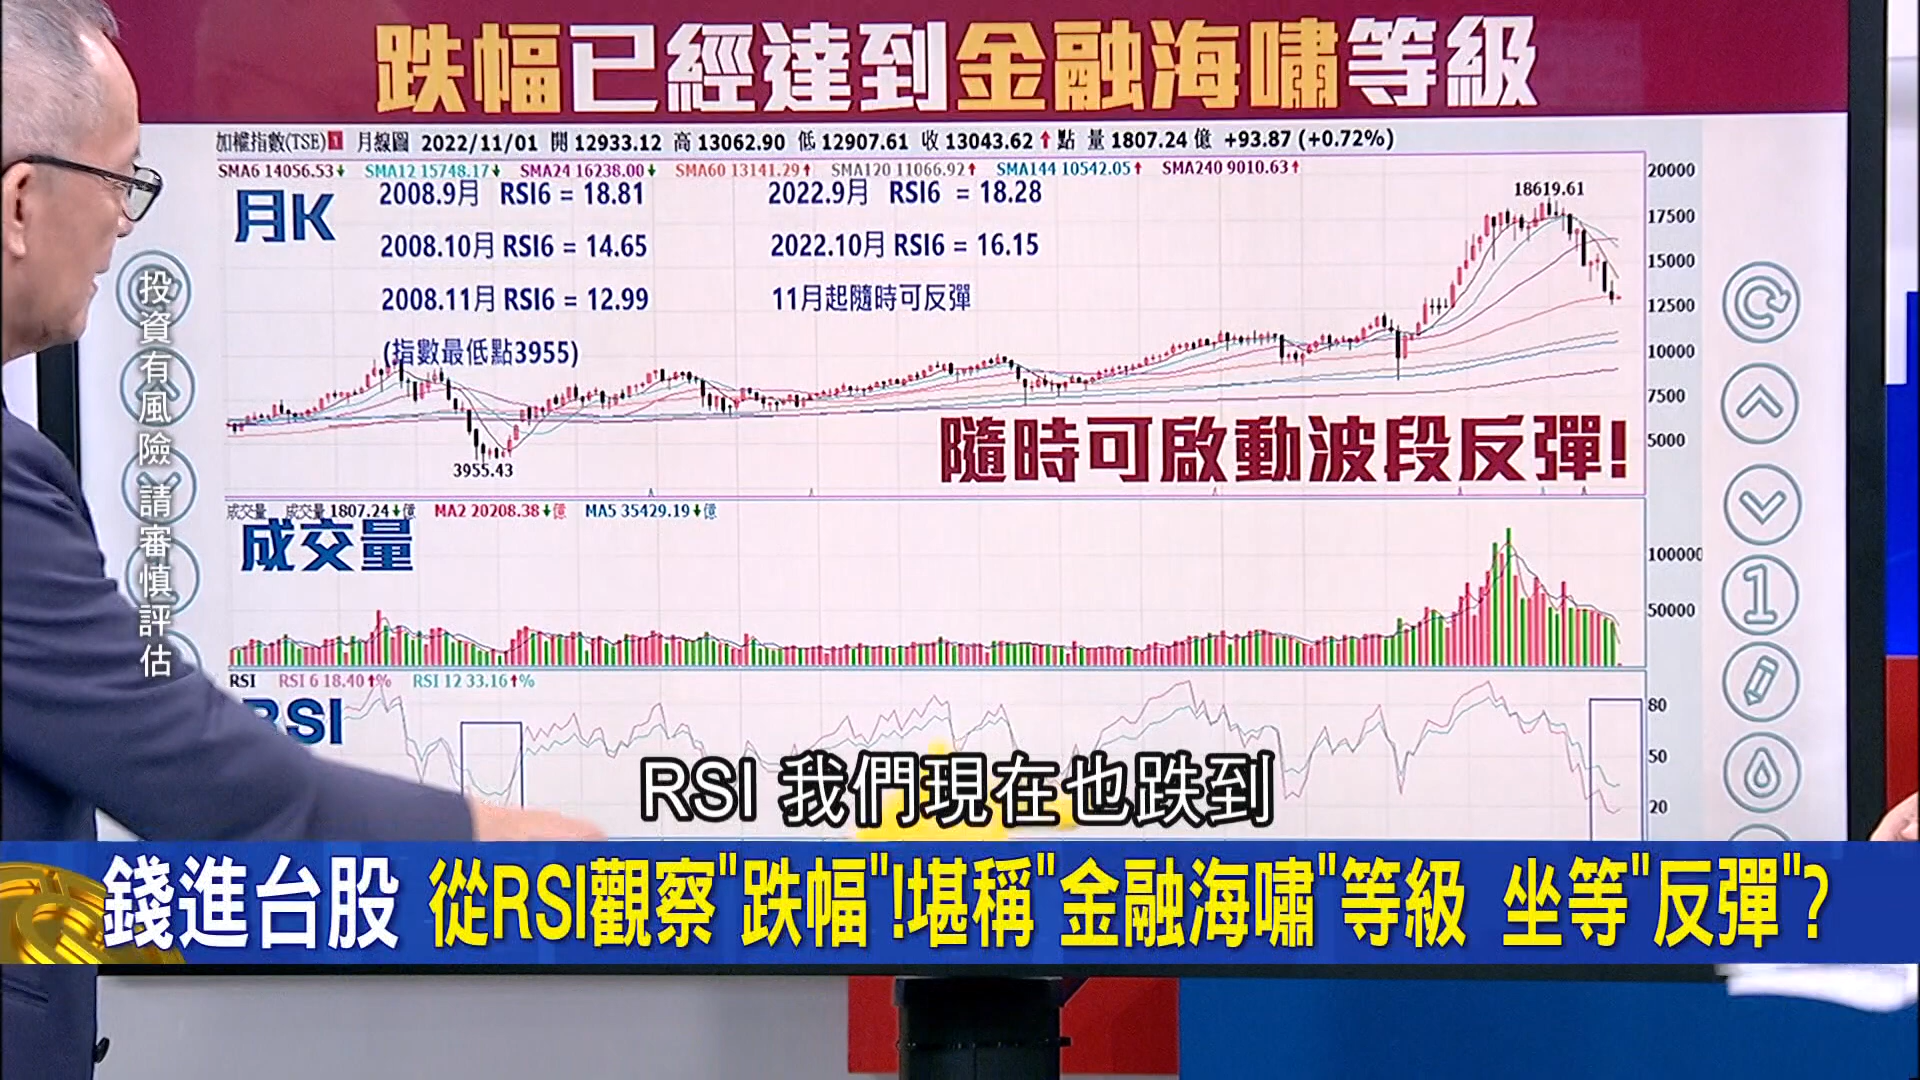 跌幅已經達到金融海嘯等級
加權指數(TSE) 月線圖 2022/11/01 開 12933.12 高 13062.90 低 12907.61 收 13043.62↑點 量 1807.24 億 +93.87 (+0.72%)
SMA6 14056.53↓ SMA12 15748.17↓ SMA24 16238.00↓ SMA60 13141.29↑ SMA120 11066.92↑ SMA144 10542.05↑ SMA240 9010.63↑
月K
2008.9月 RSI6 = 18.81
2008.10月 RSI6 = 14.65
2008.11月 RSI6 = 12.99
(指數最低點3955)
2022.9月 RSI6 = 18.28
2022.10月 RSI6 = 16.15
11月起隨時可反彈
18619.61
3955.43
20000
17500
15000
12500
10000
7500
5000
隨時可啟動波段反彈!
成交量 成交量 1807.24↓億 MA2 20208.38↓億 MA5 35429.19↓億
成交量
100000
50000
RSI RSI 6 18.40↑% RSI 12 33.16↑%
RSI
80
50
20
1
投資有風險 請審慎評估
RSI 我們現在也跌到
錢進台股 從RSI觀察"跌幅"!堪稱"金融海嘯"等級 坐等"反彈"?